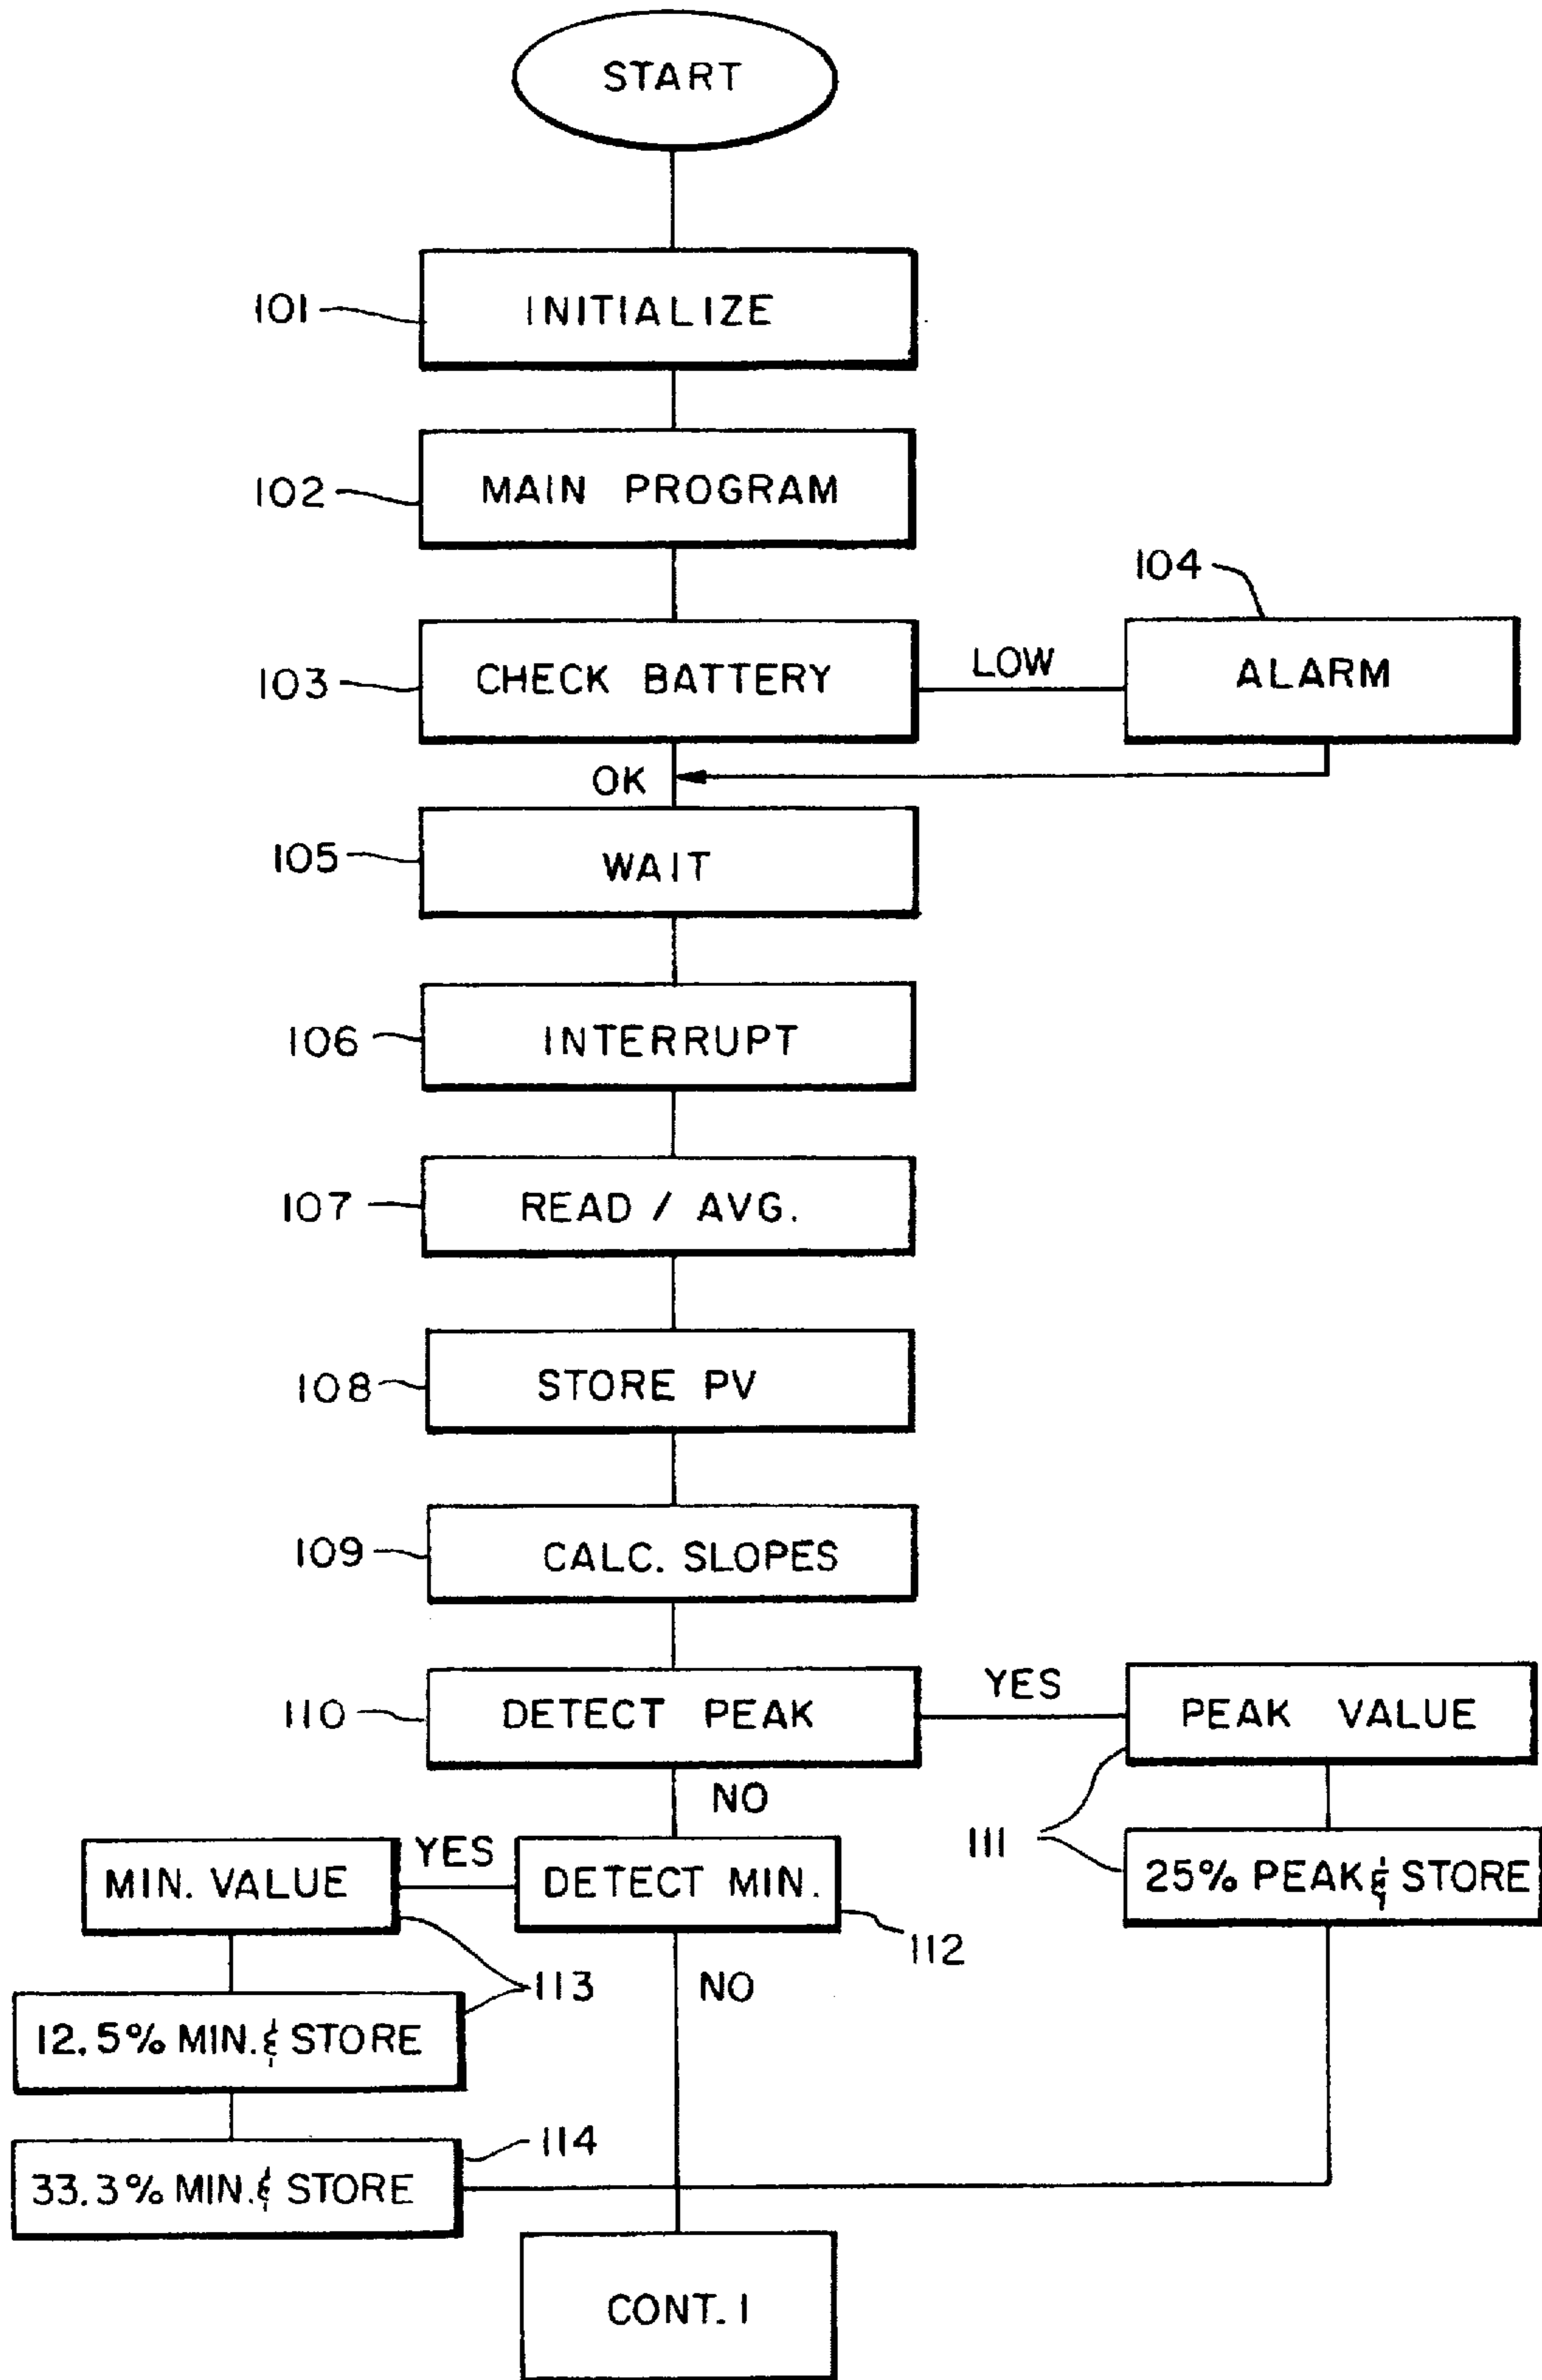 START
101
INITIALIZE
102
MAIN PROGRAM
104
103
CHECK BATTERY
LOW
ALARM
OK
105
WAIT
106
INTERRUPT
107
READ / AVG.
108
STORE PV
109
CALC. SLOPES
110
DETECT PEAK
YES
PEAK VALUE
NO
111
MIN. VALUE
YES
DETECT MIN.
25% PEAK & STORE
112
113
NO
12.5% MIN. & STORE
114
33.3% MIN. & STORE
CONT. 1